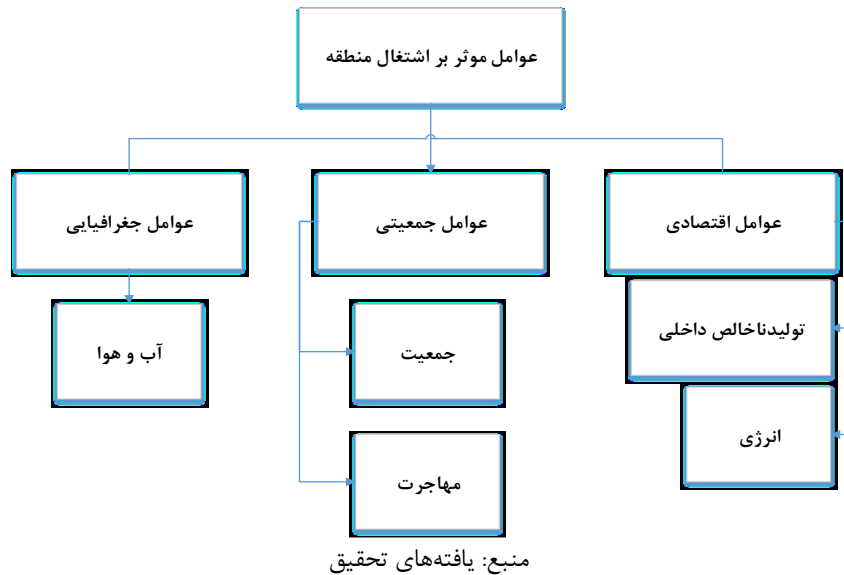 عوامل موثر بر اشتغال منطقه
عوامل اقتصادی
عوامل جمعیتی
عوامل جغرافیایی
تولیدناخالص داخلی
جمعیت
آب و هوا
انرژی
مهاجرت
منبع: یافته‌های تحقیق